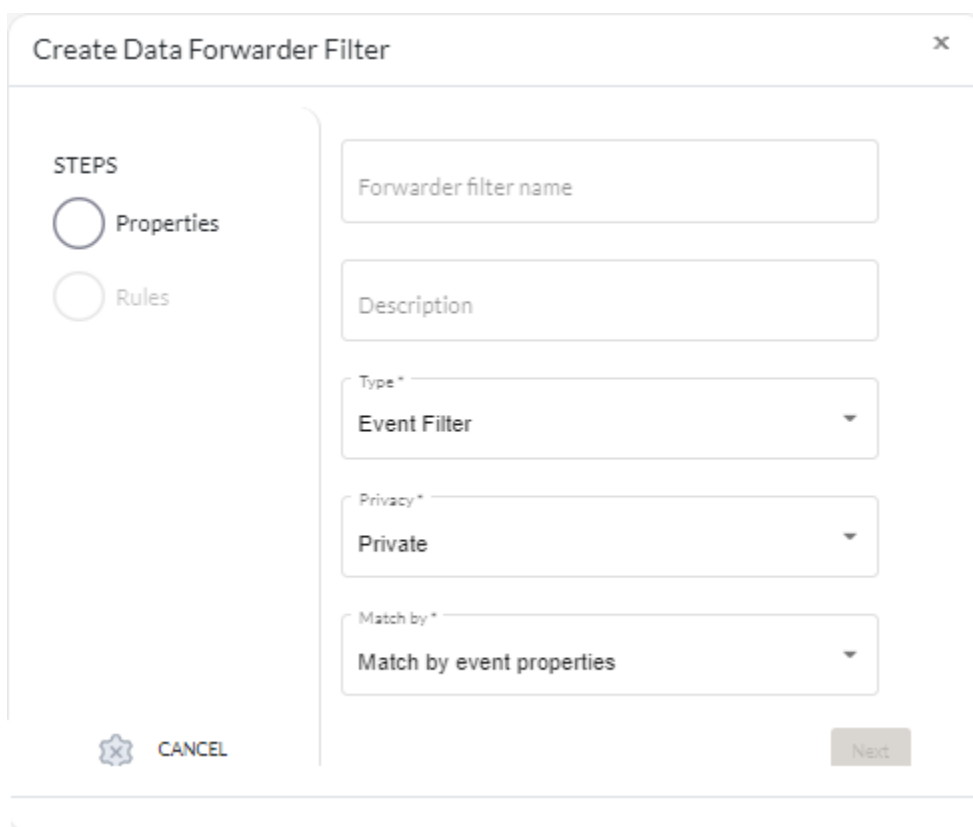 Create Data Forwarder Filter
×
STEPS
Properties
Rules
Forwarder filter name
Description
Type *
Event Filter
Privacy *
Private
Match by *
Match by event properties
CANCEL
Next